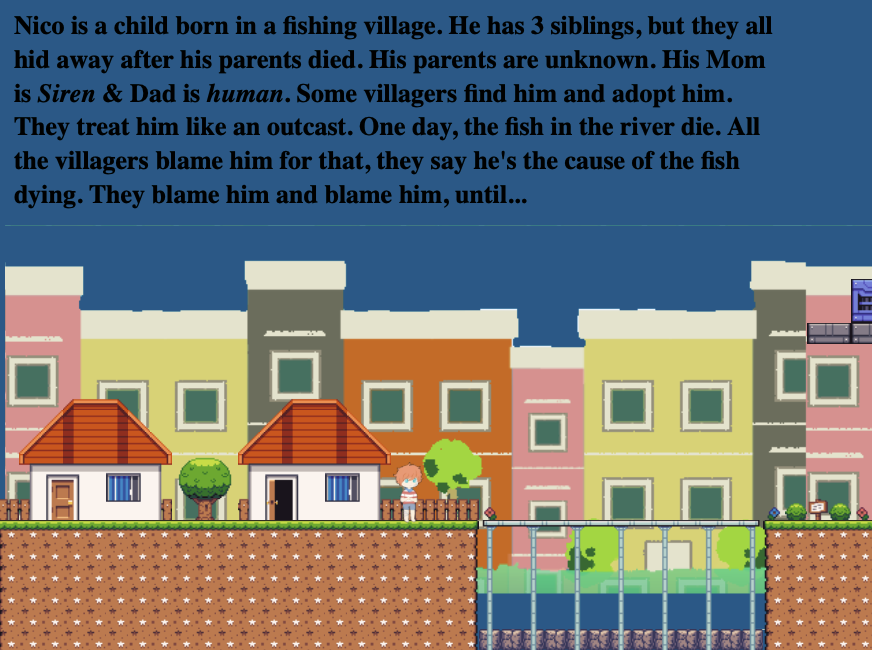 Nico is a child born in a fishing village. He has 3 siblings, but they all
hid away after his parents died. His parents are unknown. His Mom
is Siren & Dad is human. Some villagers find him and adopt him.
They treat him like an outcast. One day, the fish in the river die. All
the villagers blame him for that, they say he's the cause of the fish
dying. They blame him and blame him, until...